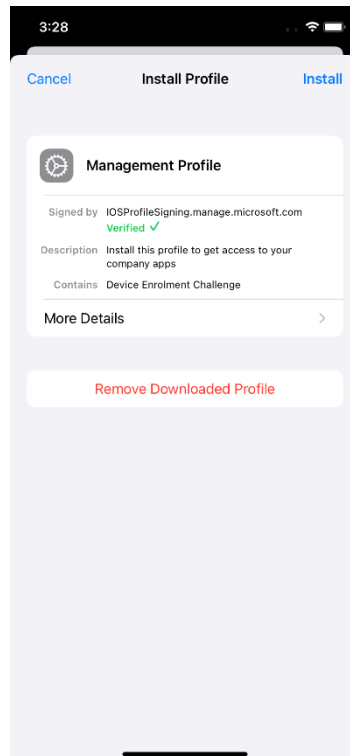 3:28
Cancel Install Profile Install
Management Profile
Signed by IOSProfileSigning.manage.microsoft.com
Verified ✓
Description Install this profile to get access to your
company apps
Contains Device Enrolment Challenge
More Details
Remove Downloaded Profile